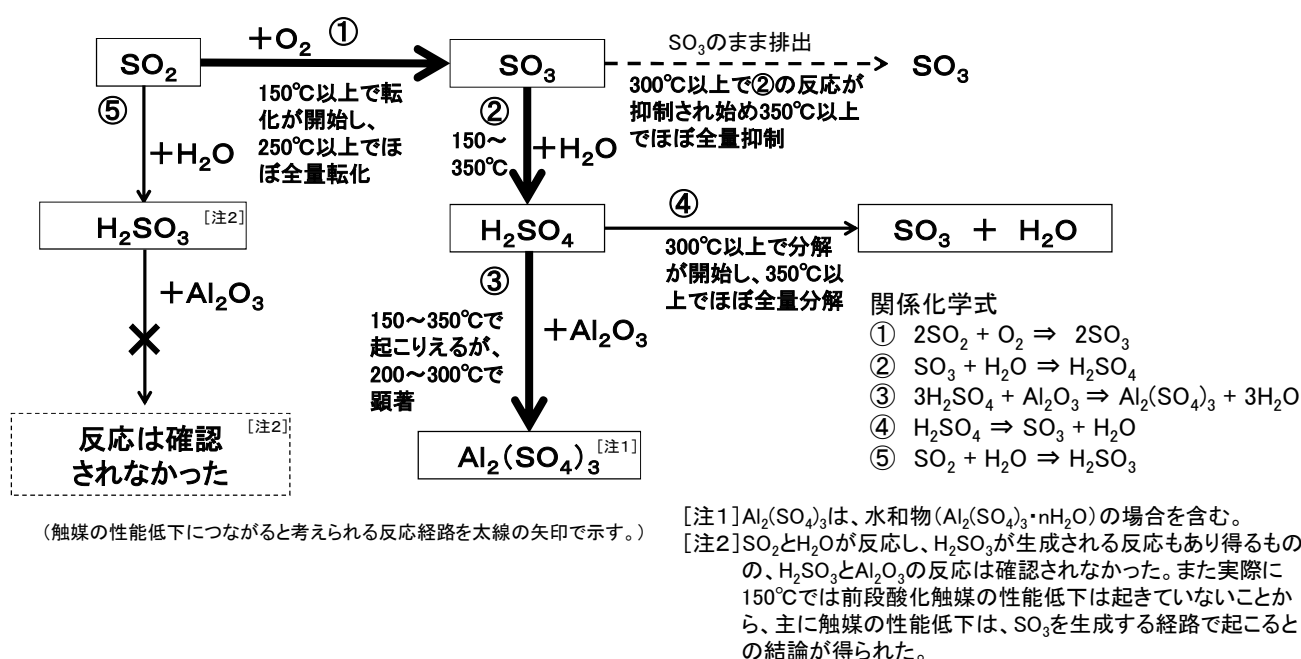 ＋O₂ ①
SO₂
SO₃
SO₃のまま排出
SO₃
150℃以上で転
化が開始し、
250℃以上でほ
ぼ全量転化
300℃以上で②の反応が
抑制され始め350℃以上
でほぼ全量抑制
⑤
＋H₂O
②
150～
350℃
＋H₂O
H₂SO₃ [注2]
H₂SO₄
④
SO₃ ＋ H₂O
300℃以上で分解
が開始し、350℃以
上でほぼ全量分解
＋Al₂O₃
③
150～350℃で
起こりえるが、
200～300℃で
顕著
＋Al₂O₃
反応は確認 [注2]
されなかった
Al₂(SO₄)₃ [注1]
関係化学式
① 2SO₂ + O₂ ⇒ 2SO₃
② SO₃ + H₂O ⇒ H₂SO₄
③ 3H₂SO₄ + Al₂O₃ ⇒ Al₂(SO₄)₃ + 3H₂O
④ H₂SO₄ ⇒ SO₃ + H₂O
⑤ SO₂ + H₂O ⇒ H₂SO₃
（触媒の性能低下につながると考えられる反応経路を太線の矢印で示す。）
[注1]Al₂(SO₄)₃は、水和物(Al₂(SO₄)₃・nH₂O)の場合を含む。
[注2]SO₂とH₂Oが反応し、H₂SO₃が生成される反応もあり得るもの
の、H₂SO₃とAl₂O₃の反応は確認されなかった。また実際に
150℃では前段酸化触媒の性能低下は起きていないことか
ら、主に触媒の性能低下は、SO₃を生成する経路で起こると
の結論が得られた。